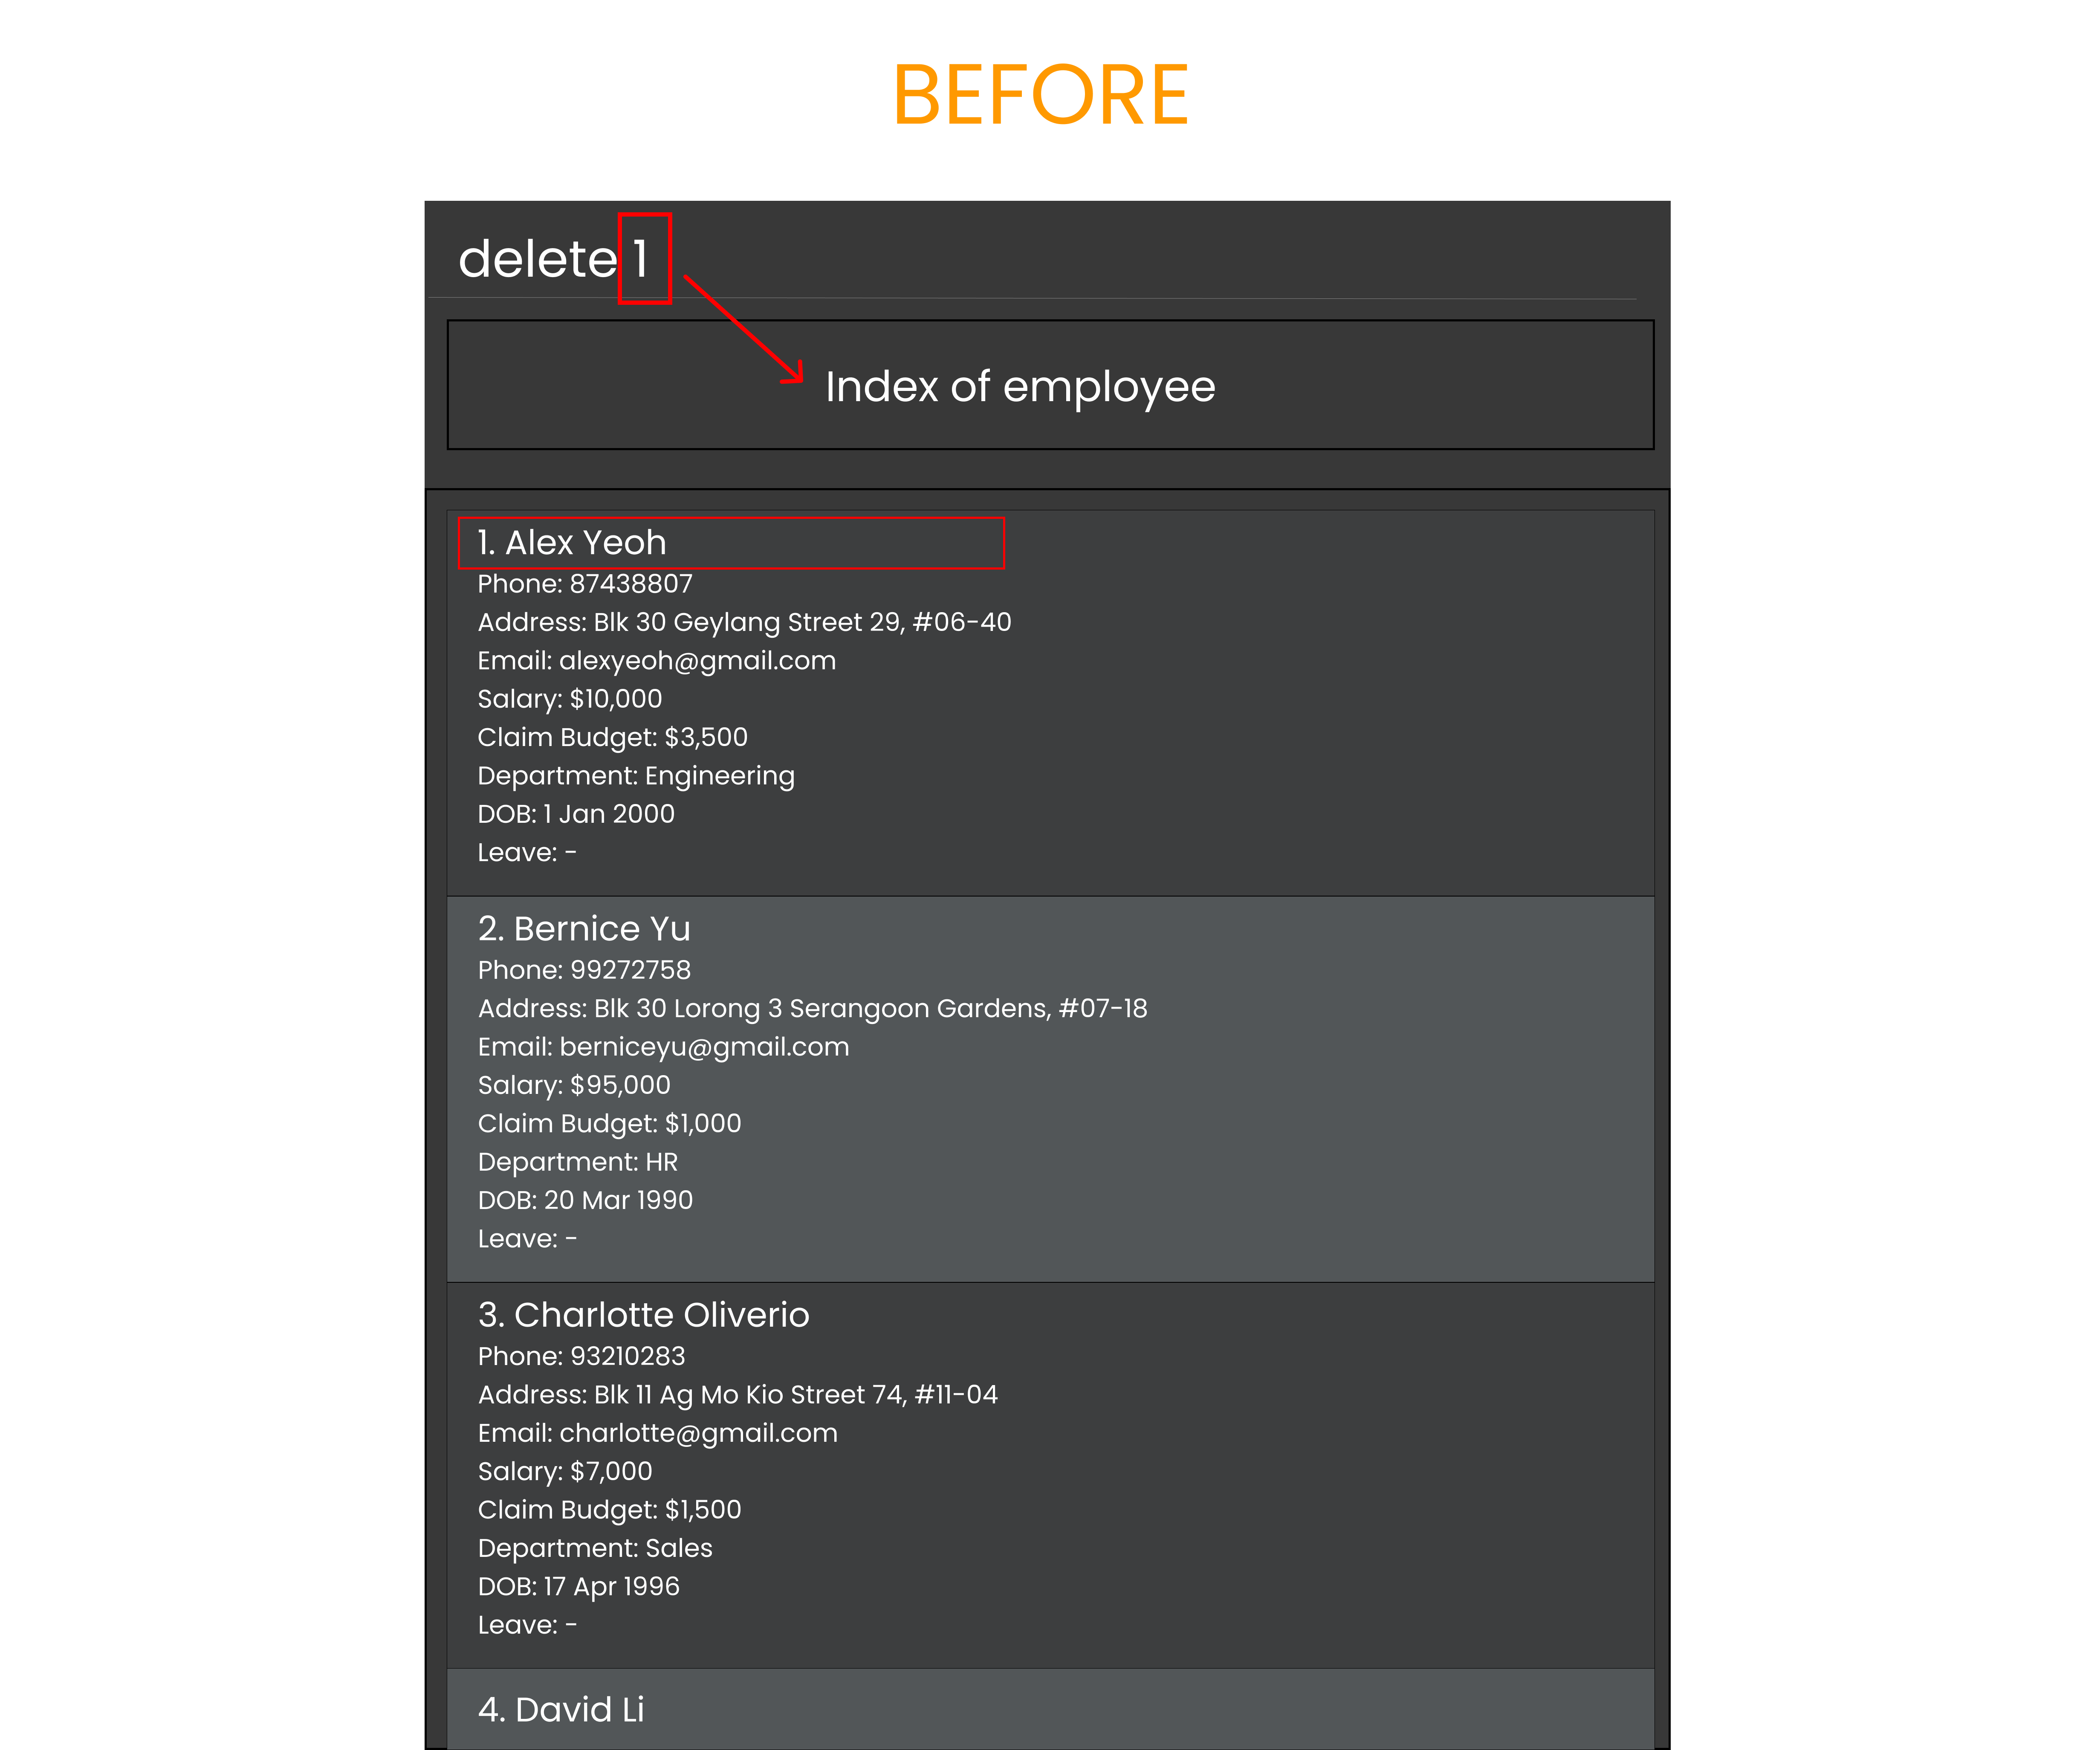 BEFORE
delete 1
Index of employee
1. Alex Yeoh
Phone: 87438807
Address: Blk 30 Geylang Street 29, #06-40
Email: alexyeoh@gmail.com
Salary: $10,000
Claim Budget: $3,500
Department: Engineering
DOB: 1 Jan 2000
Leave: -
2. Bernice Yu
Phone: 99272758
Address: Blk 30 Lorong 3 Serangoon Gardens, #07-18
Email: berniceyu@gmail.com
Salary: $95,000
Claim Budget: $1,000
Department: HR
DOB: 20 Mar 1990
Leave: -
3. Charlotte Oliverio
Phone: 93210283
Address: Blk 11 Ag Mo Kio Street 74, #11-04
Email: charlotte@gmail.com
Salary: $7,000
Claim Budget: $1,500
Department: Sales
DOB: 17 Apr 1996
Leave: -
4. David Li